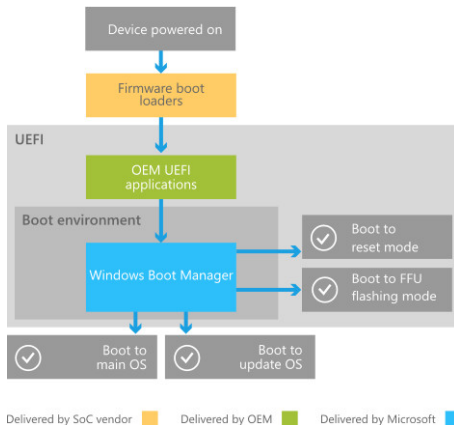 Device powered on
Firmware boot
loaders
UEFI
OEM UEFI
applications
Boot environment
Windows Boot Manager
Boot to
reset mode
Boot to FFU
flashing mode
Boot to
main OS
Boot to
update OS
Delivered by SoC vendor
Delivered by OEM
Delivered by Microsoft